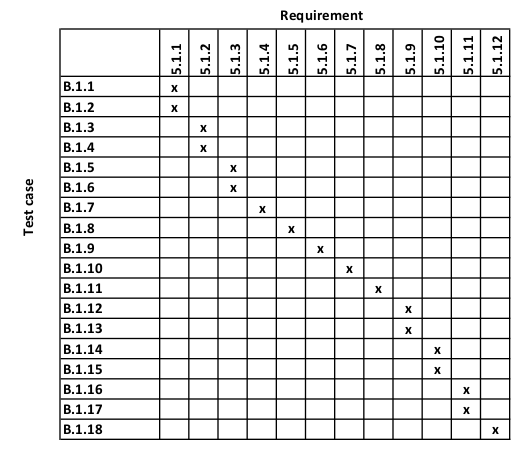 Requirement
5.1.1 5.1.2 5.1.3 5.1.4 5.1.5 5.1.6 5.1.7 5.1.8 5.1.9 5.1.10 5.1.11 5.1.12
Test case
B.1.1 x
B.1.2 x
B.1.3 x
B.1.4 x
B.1.5 x
B.1.6 x
B.1.7 x
B.1.8 x
B.1.9 x
B.1.10 x
B.1.11 x
B.1.12 x
B.1.13 x
B.1.14 x
B.1.15 x
B.1.16 x
B.1.17 x
B.1.18 x